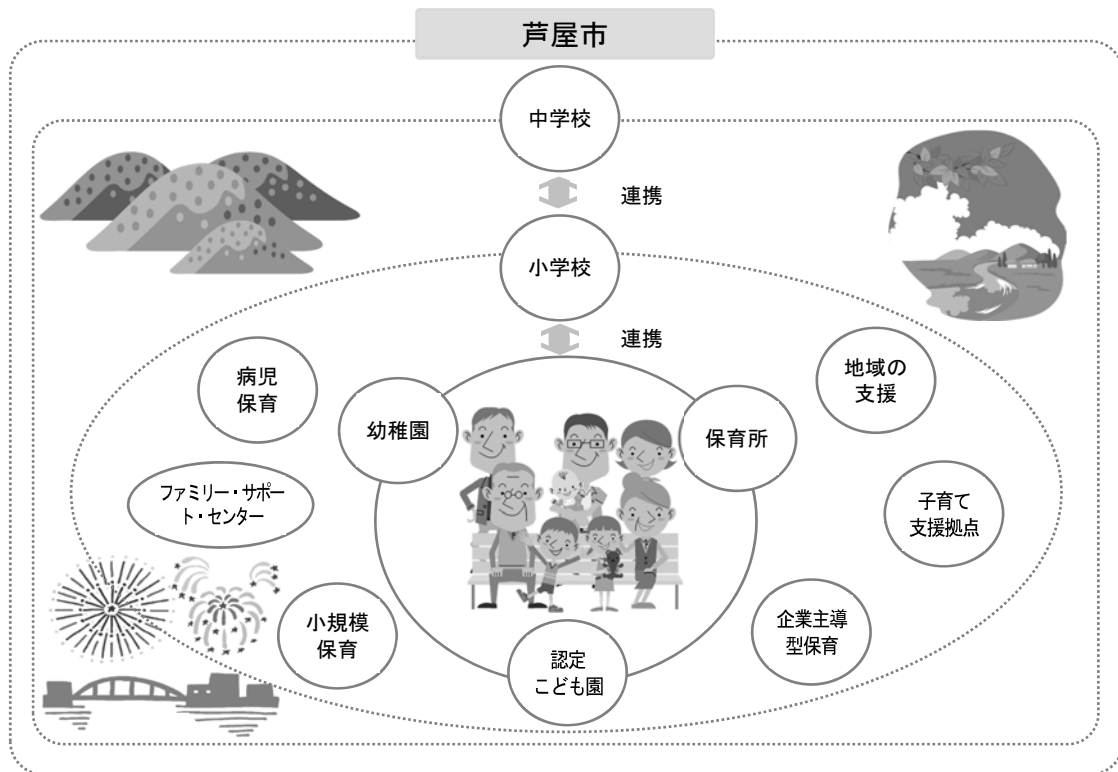 芦屋市
中学校
連携
小学校
連携
病児
保育
幼稚園
保育所
地域の
支援
ファミリー・サポー
ト・センター
子育て
支援拠点
小規模
保育
認定
こども園
企業主導
型保育